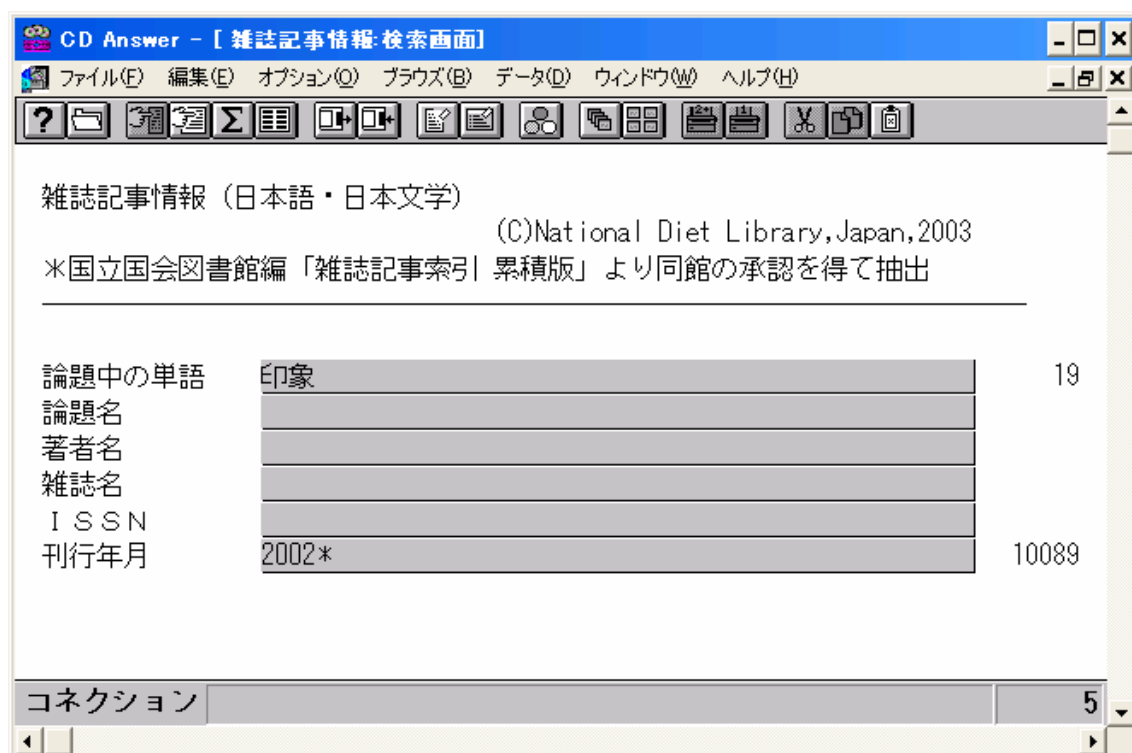 CD Answer - [ 雑誌記事情報:検索画面]
ファイル(F) 編集(E) オプション(O) ブラウズ(B) データ(D) ウィンドウ(W) ヘルプ(H)
雑誌記事情報(日本語・日本文学)
(C)National Diet Library,Japan,2003
*国立国会図書館編「雑誌記事索引 累積版」より同館の承認を得て抽出
論題中の単語 印象 19
論題名
著者名
雑誌名
ISSN
刊行年月 2002* 10089
コネクション 5